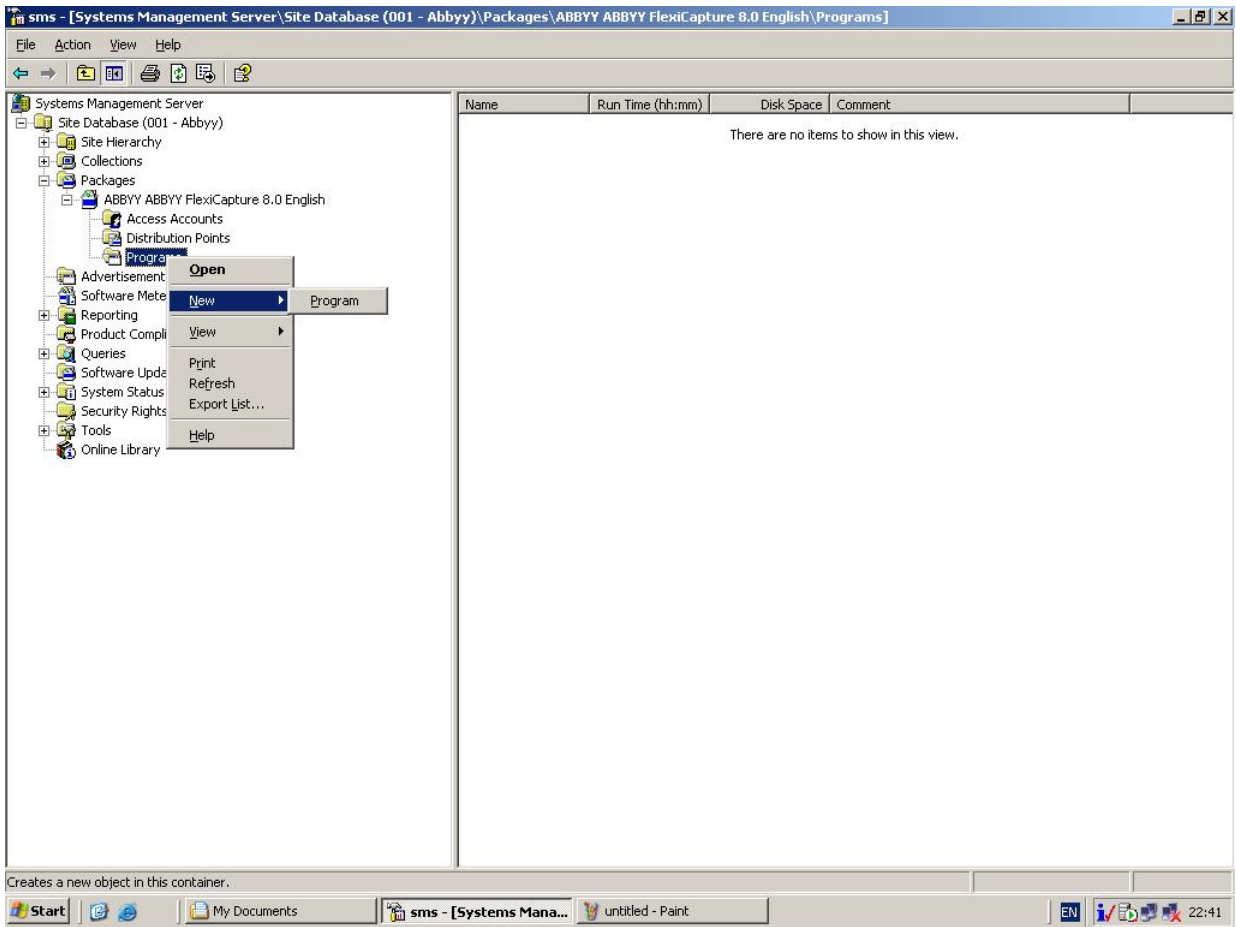 sms - [Systems Management Server\Site Database (001 - Abbyy)\Packages\ABBYY ABBYY FlexiCapture 8.0 English\Programs]
File Action View Help
Systems Management Server
Site Database (001 - Abbyy)
Site Hierarchy
Collections
Packages
ABBYY ABBYY FlexiCapture 8.0 English
Access Accounts
Distribution Points
Programs
Advertisement
Software Mete
Reporting
Product Compli
Queries
Software Upda
System Status
Security Rights
Tools
Online Library
Open
New
Program
View
Print
Refresh
Export List...
Help
Name Run Time (hh:mm) Disk Space Comment
There are no items to show in this view.
Creates a new object in this container.
Start My Documents sms - [Systems Mana... untitled - Paint EN 22:41